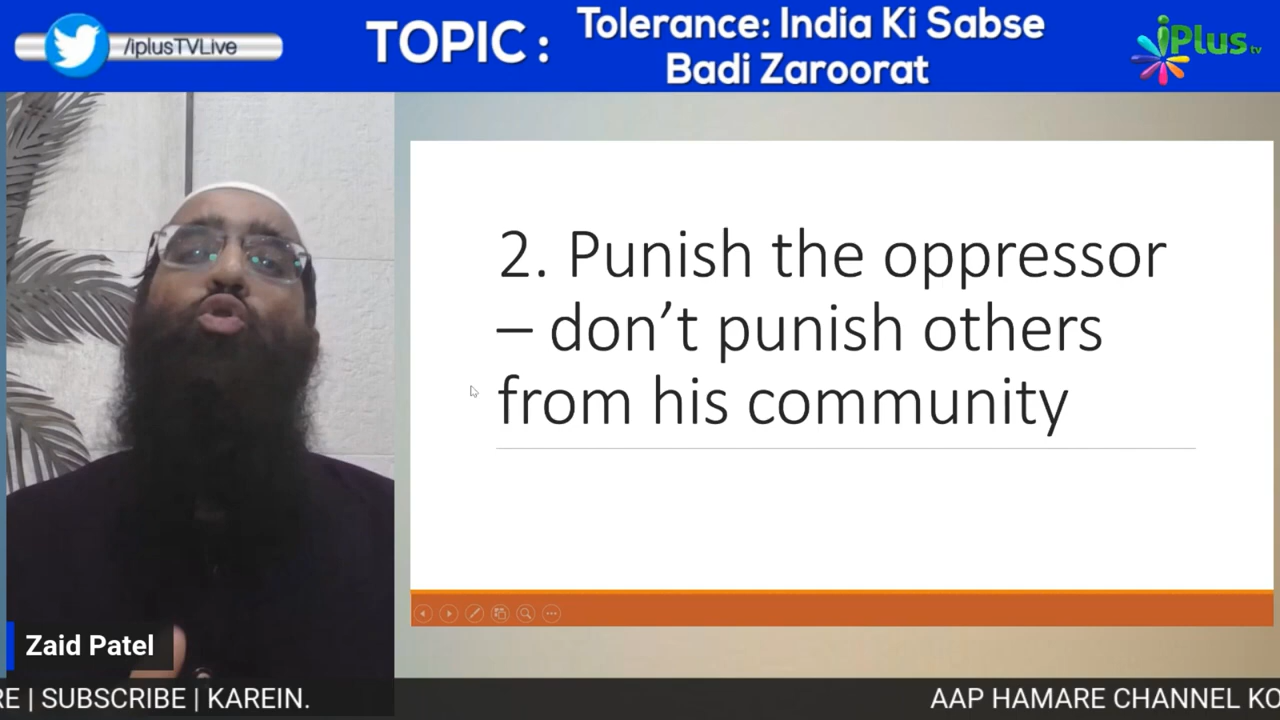 /iplusTVLive
TOPIC :
Tolerance: India Ki Sabse
Badi Zaroorat
iPlus tv
2. Punish the oppressor
– don’t punish others
from his community
Zaid Patel
RE | SUBSCRIBE | KAREIN.
AAP HAMARE CHANNEL KO